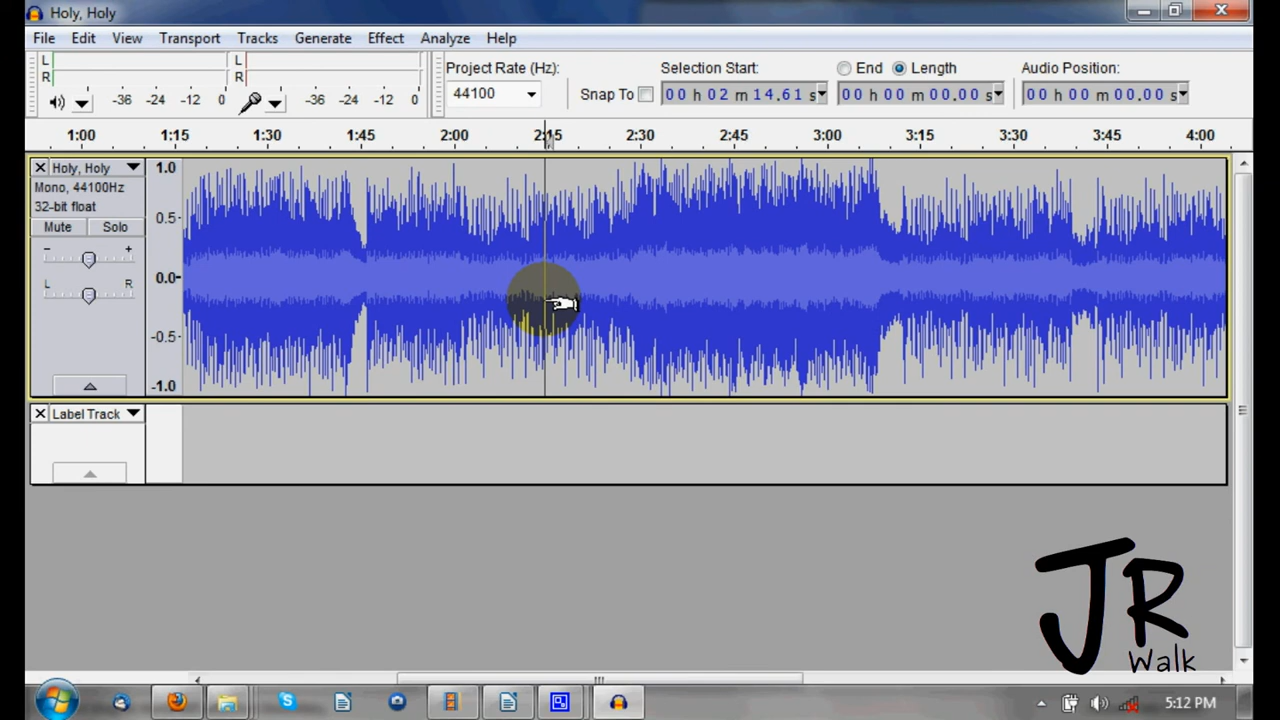 Holy, Holy
File Edit View Transport Tracks Generate Effect Analyze Help
L
R
-36 -24 -12 0
L
R
-36 -24 -12 0
Project Rate (Hz):
44100
Snap To
Selection Start:
00 h 02 m 14.61 s
End Length
00 h 00 m 00.00 s
Audio Position:
00 h 00 m 00.00 s
1:00 1:15 1:30 1:45 2:00 2:15 2:30 2:45 3:00 3:15 3:30 3:45 4:00
Holy, Holy
Mono, 44100Hz
32-bit float
Mute Solo
- +
L R
1.0
0.5
0.0
-0.5
-1.0
Label Track
JR
Walk
5:12 PM